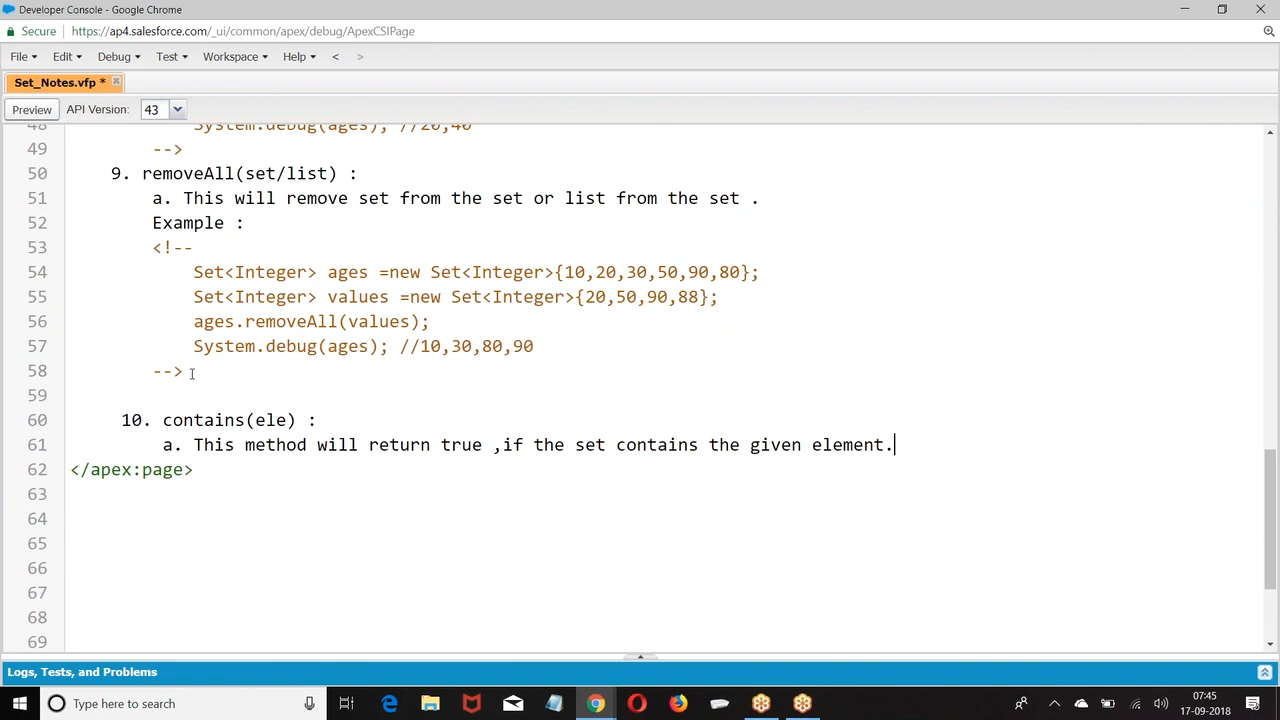 Developer Console - Google Chrome
Secure https://ap4.salesforce.com/_ui/common/apex/debug/ApexCSIPage
File Edit Debug Test Workspace Help < >
Set_Notes.vfp *
Preview API Version: 43
48 System.debug(ages); //20,40
49 -->
50 9. removeAll(set/list) :
51 a. This will remove set from the set or list from the set .
52 Example :
53 <!--
54 Set<Integer> ages =new Set<Integer>{10,20,30,50,90,80};
55 Set<Integer> values =new Set<Integer>{20,50,90,88};
56 ages.removeAll(values);
57 System.debug(ages); //10,30,80,90
58 -->
59
60 10. contains(ele) :
61 a. This method will return true ,if the set contains the given element.
62 </apex:page>
63
64
65
66
67
68
69
Logs, Tests, and Problems
Type here to search
07:45
17-09-2018